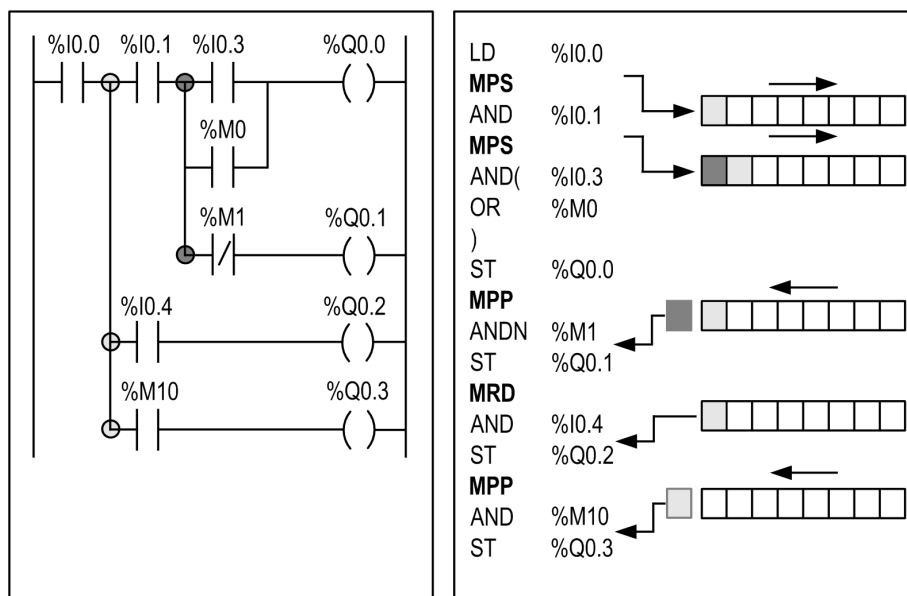 %I0.0 %I0.1 %I0.3 %Q0.0
%M0
%M1 %Q0.1
%I0.4 %Q0.2
%M10 %Q0.3
LD %I0.0
MPS
AND %I0.1
MPS
AND( %I0.3
OR %M0
)
ST %Q0.0
MPP
ANDN %M1
ST %Q0.1
MRD
AND %I0.4
ST %Q0.2
MPP
AND %M10
ST %Q0.3